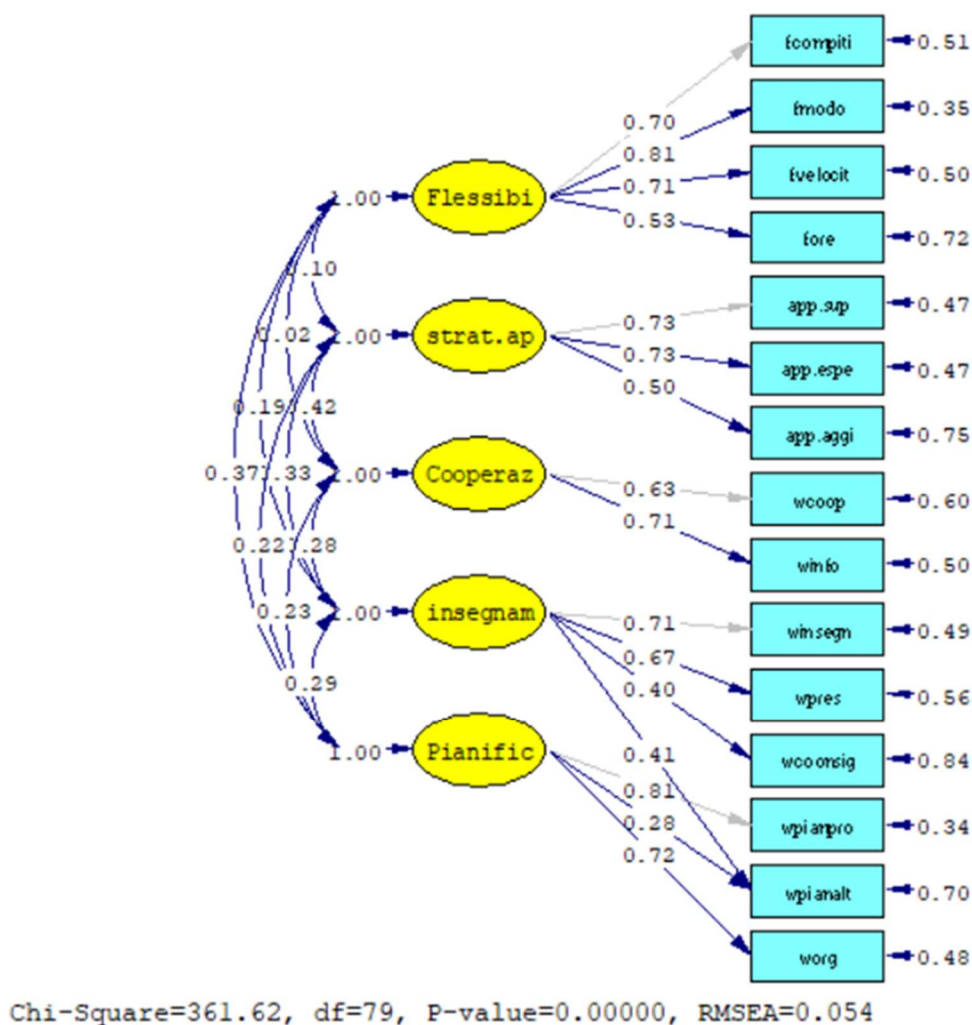 fcompiti 0.51
fmodo 0.35
0.70
0.81
fvelocit 0.50
0.71
1.00 Flessibi
0.53
fore 0.72
0.10
app.sup 0.47
0.73
0.02 1.00 strat.ap
0.73
app.espe 0.47
0.50
0.19 .42
app.aggi 0.75
0.37 .33 1.00 Cooperaz
0.63
wcoop 0.60
0.71
0.22 .28
winfo 0.50
0.23 1.00 insegnam
0.71
winsegn 0.49
0.67
0.29
0.40
wpres 0.56
1.00 Pianific
0.41
wcoonsig 0.84
0.81
0.28
wpianpro 0.34
0.72
wpianalt 0.70
worg 0.48
Chi-Square=361.62, df=79, P-value=0.00000, RMSEA=0.054